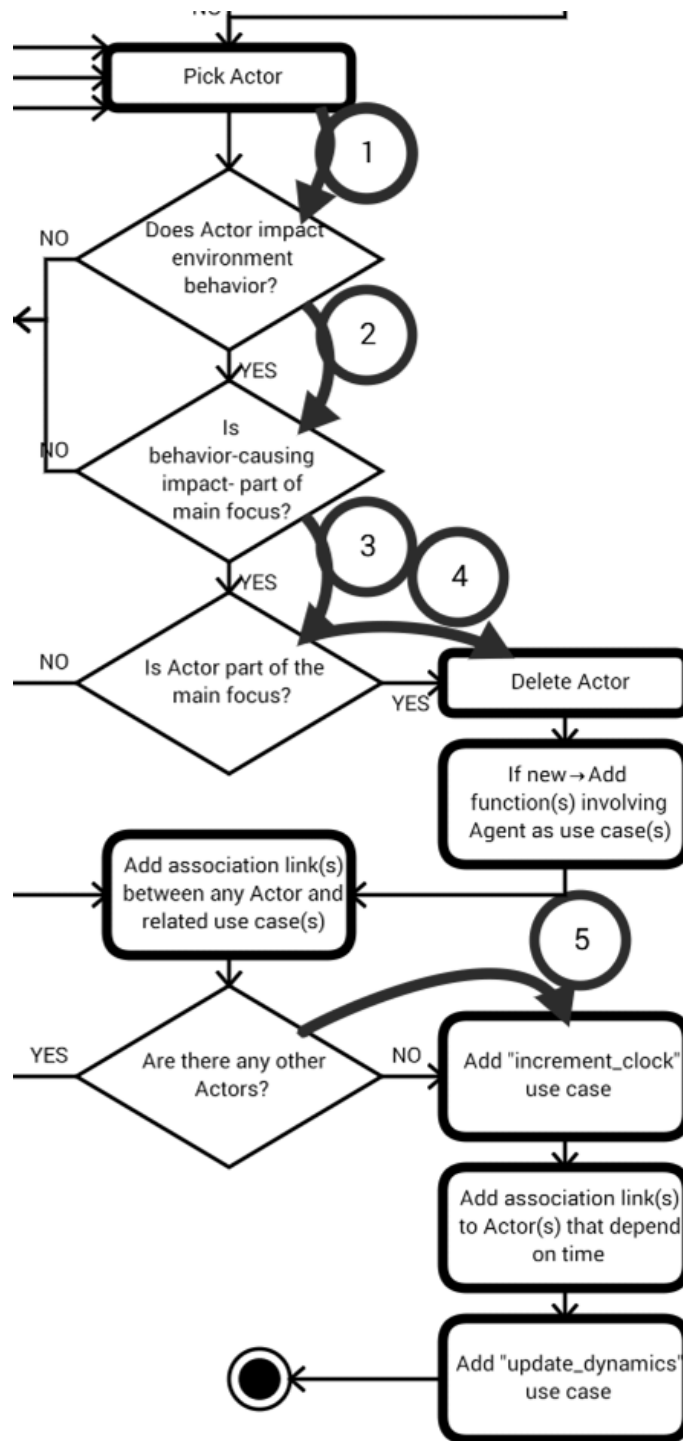 NO
Pick Actor
1
NO
Does Actor impact
environment
behavior?
2
YES
NO
Is
behavior-causing
impact- part of
main focus?
3
4
YES
NO
Is Actor part of the
main focus?
YES
Delete Actor
If new→Add
function(s) involving
Agent as use case(s)
Add association link(s)
between any Actor and
related use case(s)
5
YES
Are there any other
Actors?
NO
Add "increment_clock"
use case
Add association link(s)
to Actor(s) that depend
on time
Add "update_dynamics"
use case